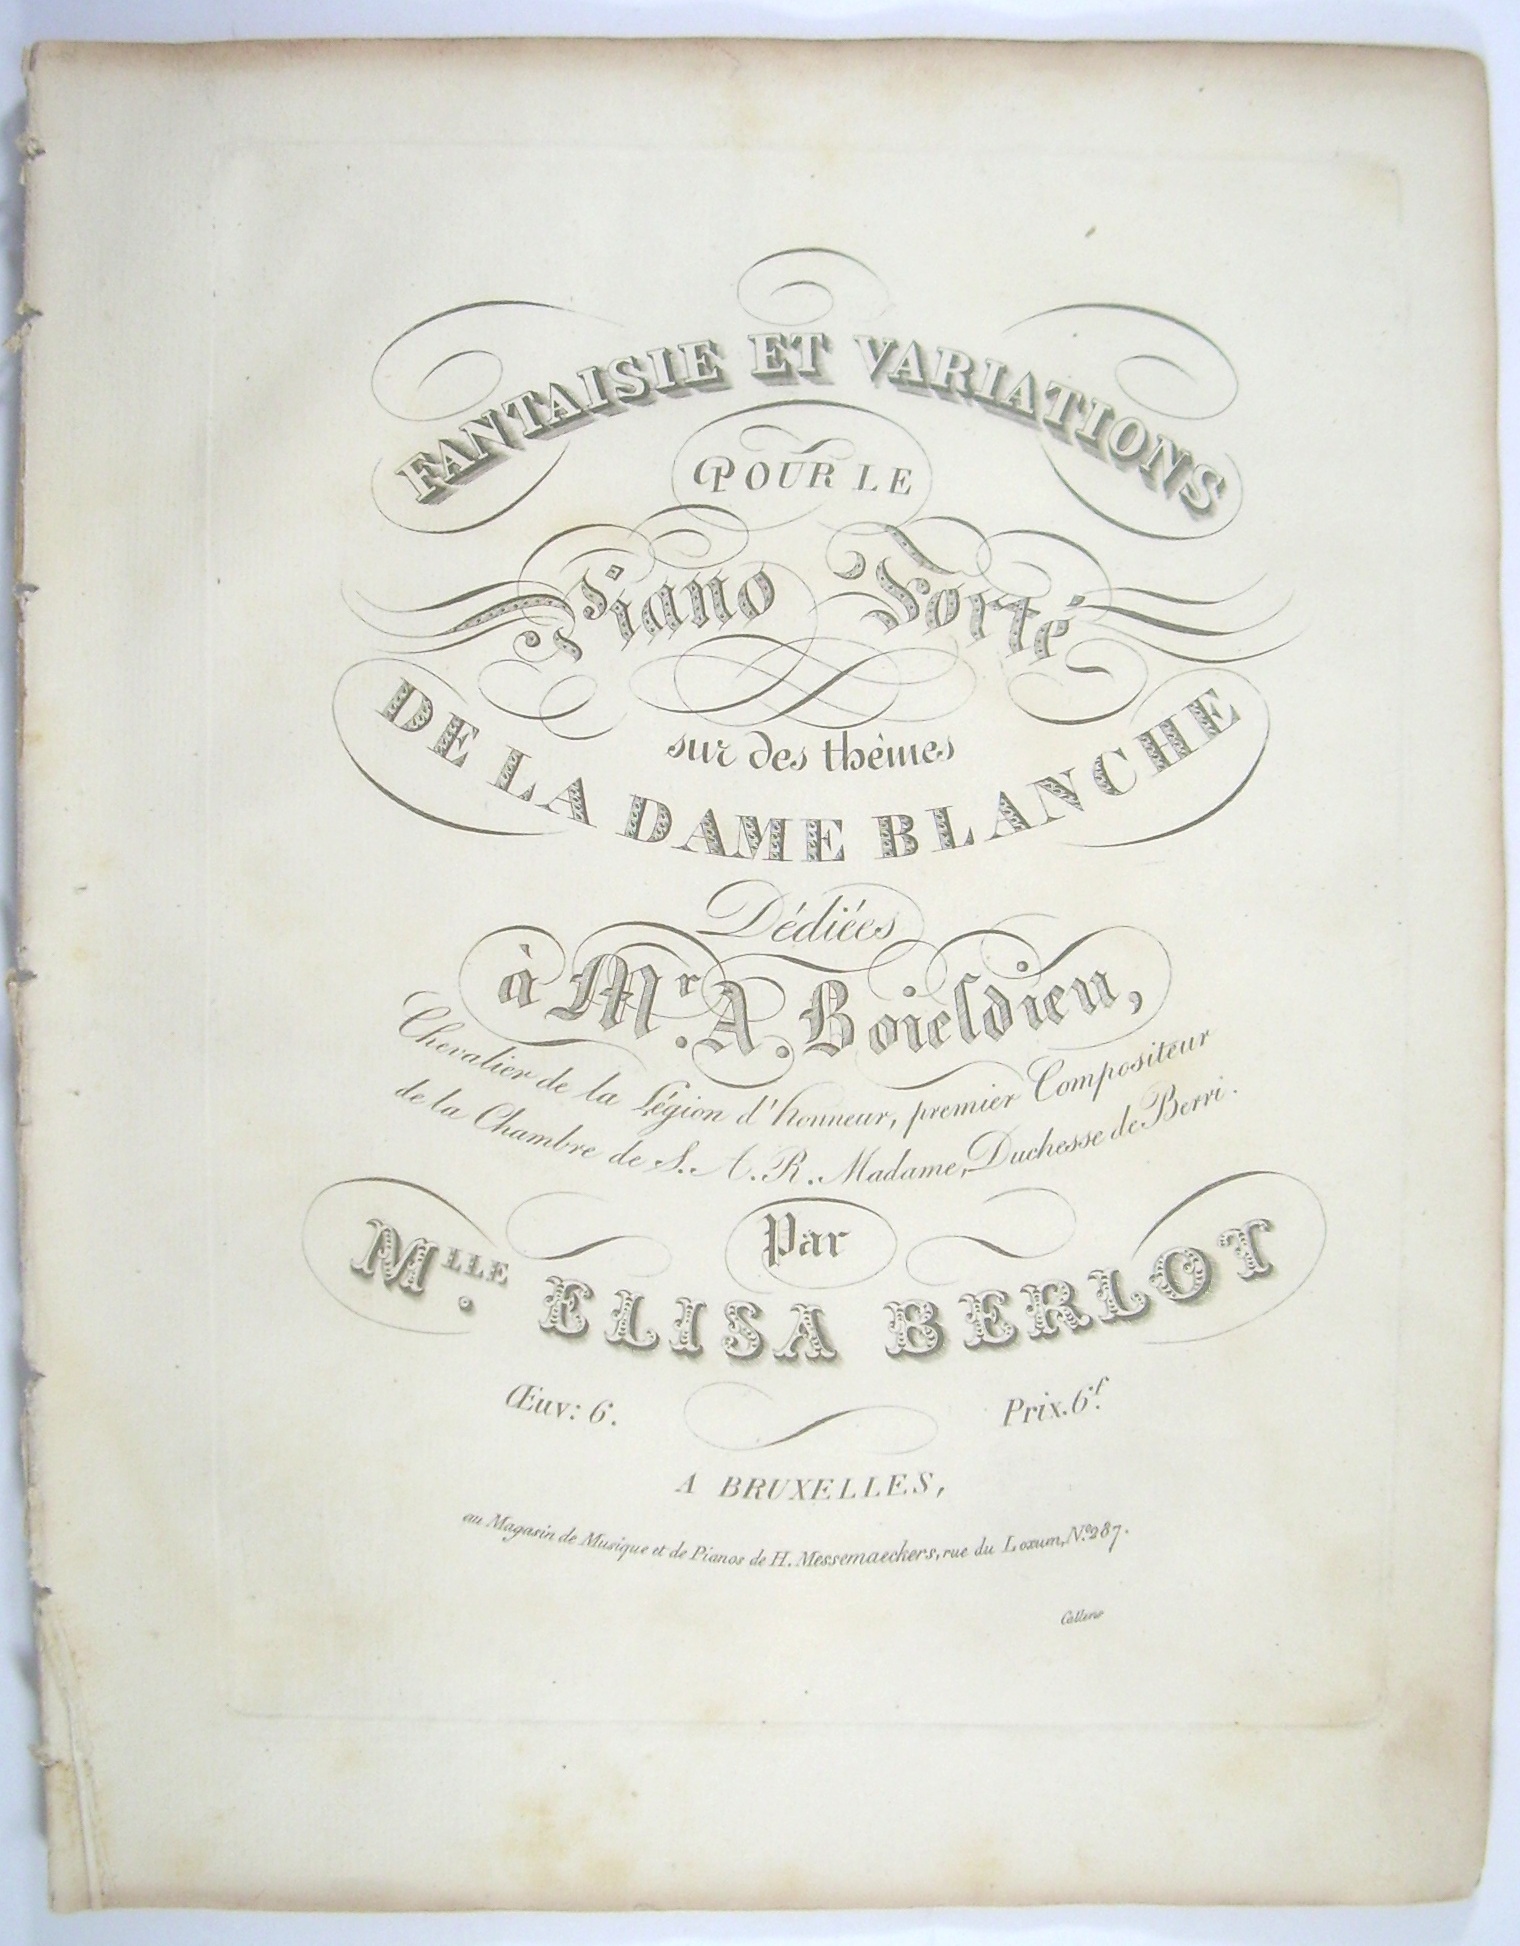 FANTAISIE ET VARIATIONS
POUR LE
Piano Forté
sur des thèmes
DE LA DAME BLANCHE
Dédiées
à Mr. A. Boieldieu,
Chevalier de la Légion d'honneur, premier Compositeur
de la Chambre de S. A. R. Madame, Duchesse de Berri.
Par
MLLE. ELISA BERLOT
Œuv: 6.
Prix. 6f.
A BRUXELLES,
au Magasin de Musique et de Pianos de H. Messemaeckers, rue du Loxum, No. 287.